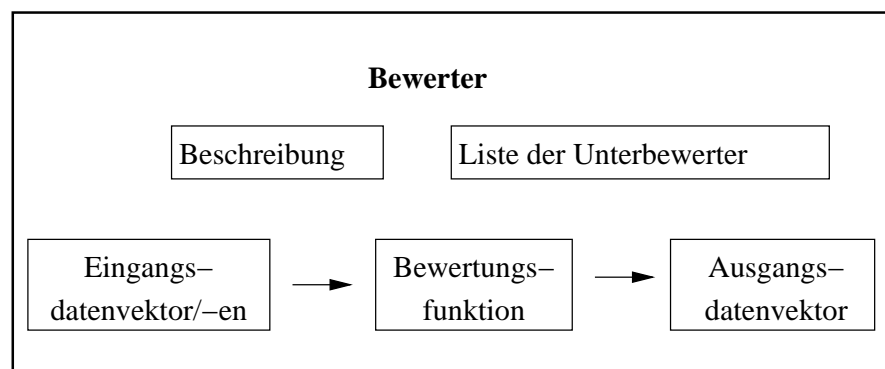 Bewerter
Beschreibung
Liste der Unterbewerter
Eingangs–
datenvektor/–en
Bewertungs–
funktion
Ausgangs–
datenvektor